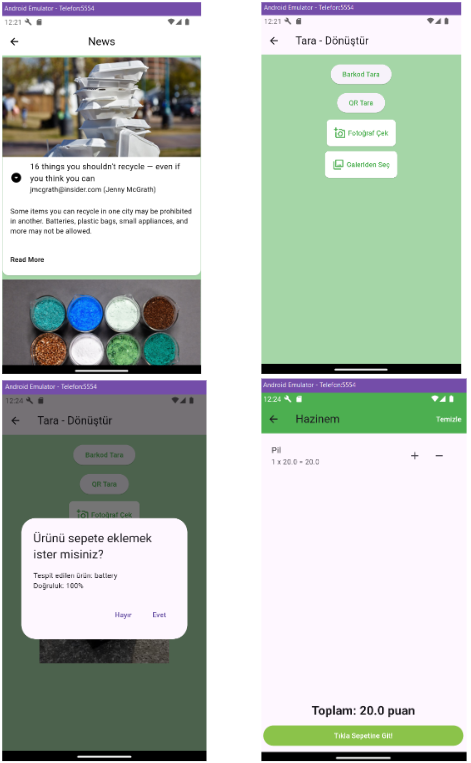 Android Emulator - Telefon:5554
12:21
News
16 things you shouldn't recycle — even if
you think you can
jmcgrath@insider.com (Jenny McGrath)
Some items you can recycle in one city may be prohibited
in another. Batteries, plastic bags, small appliances, and
more may not be allowed.
Read More
Android Emulator - Telefon:5554
12:21
Tara - Dönüştür
Barkod Tara
QR Tara
Fotoğraf Çek
Galeriden Seç
Android Emulator - Telefon:5554
12:24
Tara - Dönüştür
Barkod Tara
QR Tara
Fotoğraf Çek
Ürünü sepete eklemek
ister misiniz?
Tespit edilen ürün: battery
Doğruluk: 100%
Hayır Evet
Android Emulator - Telefon:5554
12:24
Hazinem Temizle
Pil
1 x 20.0 = 20.0
Toplam: 20.0 puan
Tıkla Sepetine Git!